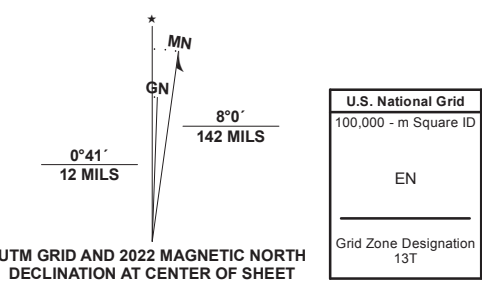 ★
MN
GN
8°0´
142 MILS
0°41´
12 MILS
UTM GRID AND 2022 MAGNETIC NORTH
DECLINATION AT CENTER OF SHEET
U.S. National Grid
100,000 - m Square ID
EN
Grid Zone Designation
13T